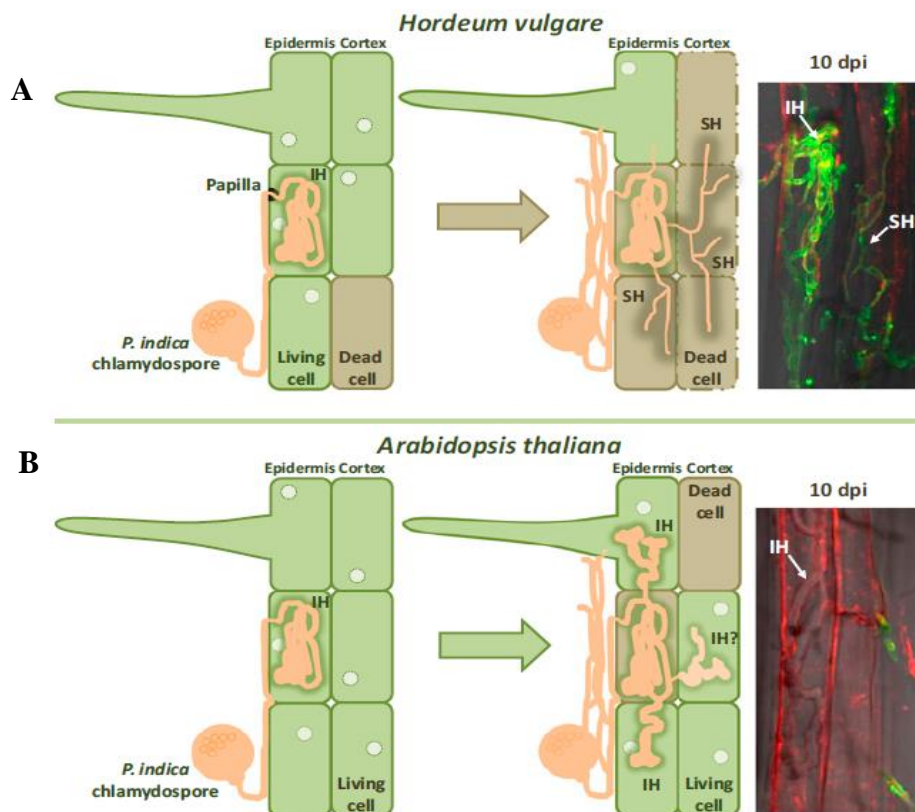 A
Hordeum vulgare
Epidermis Cortex
Epidermis Cortex
10 dpi
Papilla
IH
SH
SH
SH
IH
SH
P. indica
chlamydospore
Living
cell
Dead
cell
Dead
cell
B
Arabidopsis thaliana
Epidermis Cortex
Epidermis Cortex
Dead
cell
10 dpi
IH
IH
IH?
IH
IH
P. indica
chlamydospore
Living
cell
Living
cell